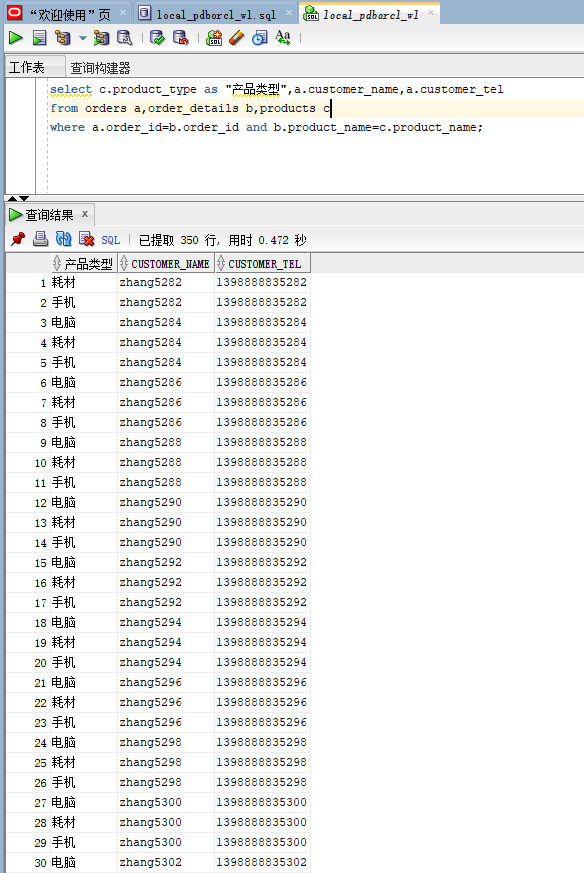 “欢迎使用”页 local_pdborcl_wl.sql local_pdborcl_wl
工作表 查询构建器
select c.product_type as "产品类型",a.customer_name,a.customer_tel
from orders a,order_details b,products c
where a.order_id=b.order_id and b.product_name=c.product_name;
查询结果 x
SQL | 已提取 350 行, 用时 0.472 秒
产品类型 CUSTOMER_NAME CUSTOMER_TEL
1 耗材 zhang5282 1398888835282
2 手机 zhang5282 1398888835282
3 电脑 zhang5284 1398888835284
4 耗材 zhang5284 1398888835284
5 手机 zhang5284 1398888835284
6 电脑 zhang5286 1398888835286
7 耗材 zhang5286 1398888835286
8 手机 zhang5286 1398888835286
9 电脑 zhang5288 1398888835288
10 耗材 zhang5288 1398888835288
11 手机 zhang5288 1398888835288
12 电脑 zhang5290 1398888835290
13 耗材 zhang5290 1398888835290
14 手机 zhang5290 1398888835290
15 电脑 zhang5292 1398888835292
16 耗材 zhang5292 1398888835292
17 手机 zhang5292 1398888835292
18 电脑 zhang5294 1398888835294
19 耗材 zhang5294 1398888835294
20 手机 zhang5294 1398888835294
21 电脑 zhang5296 1398888835296
22 耗材 zhang5296 1398888835296
23 手机 zhang5296 1398888835296
24 电脑 zhang5298 1398888835298
25 耗材 zhang5298 1398888835298
26 手机 zhang5298 1398888835298
27 电脑 zhang5300 1398888835300
28 耗材 zhang5300 1398888835300
29 手机 zhang5300 1398888835300
30 电脑 zhang5302 1398888835302